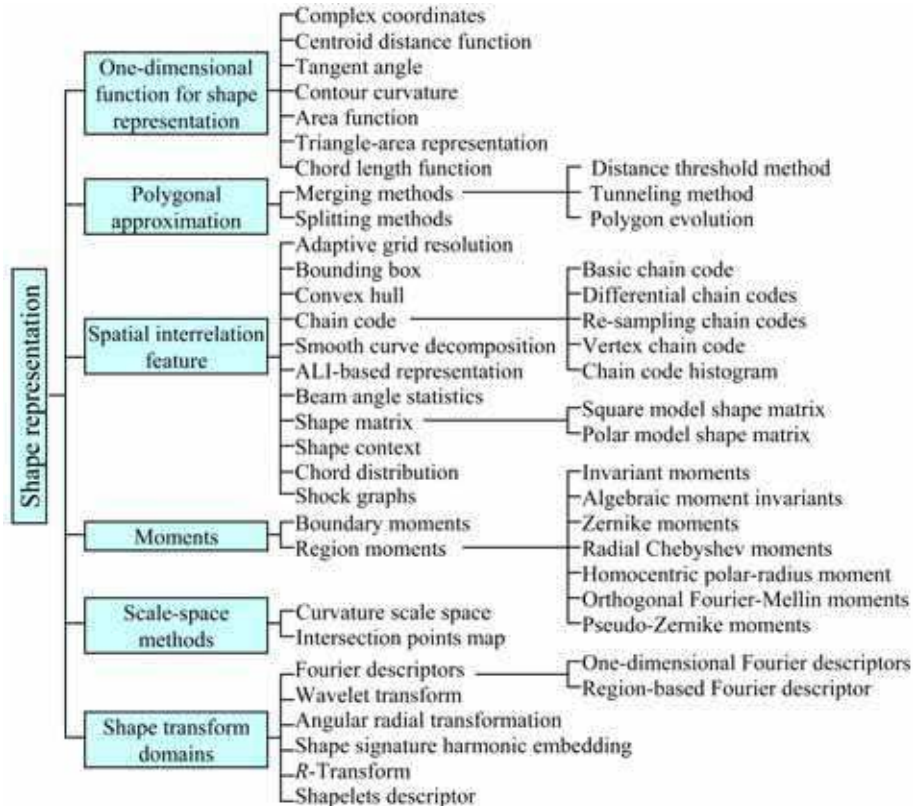 Shape representation
One-dimensional
function for shape
representation
Complex coordinates
Centroid distance function
Tangent angle
Contour curvature
Area function
Triangle-area representation
Chord length function
Polygonal
approximation
Merging methods
Splitting methods
Distance threshold method
Tunneling method
Polygon evolution
Spatial interrelation
feature
Adaptive grid resolution
Bounding box
Convex hull
Chain code
Smooth curve decomposition
ALI-based representation
Beam angle statistics
Shape matrix
Shape context
Chord distribution
Shock graphs
Basic chain code
Differential chain codes
Re-sampling chain codes
Vertex chain code
Chain code histogram
Square model shape matrix
Polar model shape matrix
Moments
Boundary moments
Region moments
Invariant moments
Algebraic moment invariants
Zernike moments
Radial Chebyshev moments
Homocentric polar-radius moment
Orthogonal Fourier-Mellin moments
Pseudo-Zernike moments
Scale-space
methods
Curvature scale space
Intersection points map
Shape transform
domains
Fourier descriptors
Wavelet transform
Angular radial transformation
Shape signature harmonic embedding
R-Transform
Shapelets descriptor
One-dimensional Fourier descriptors
Region-based Fourier descriptor